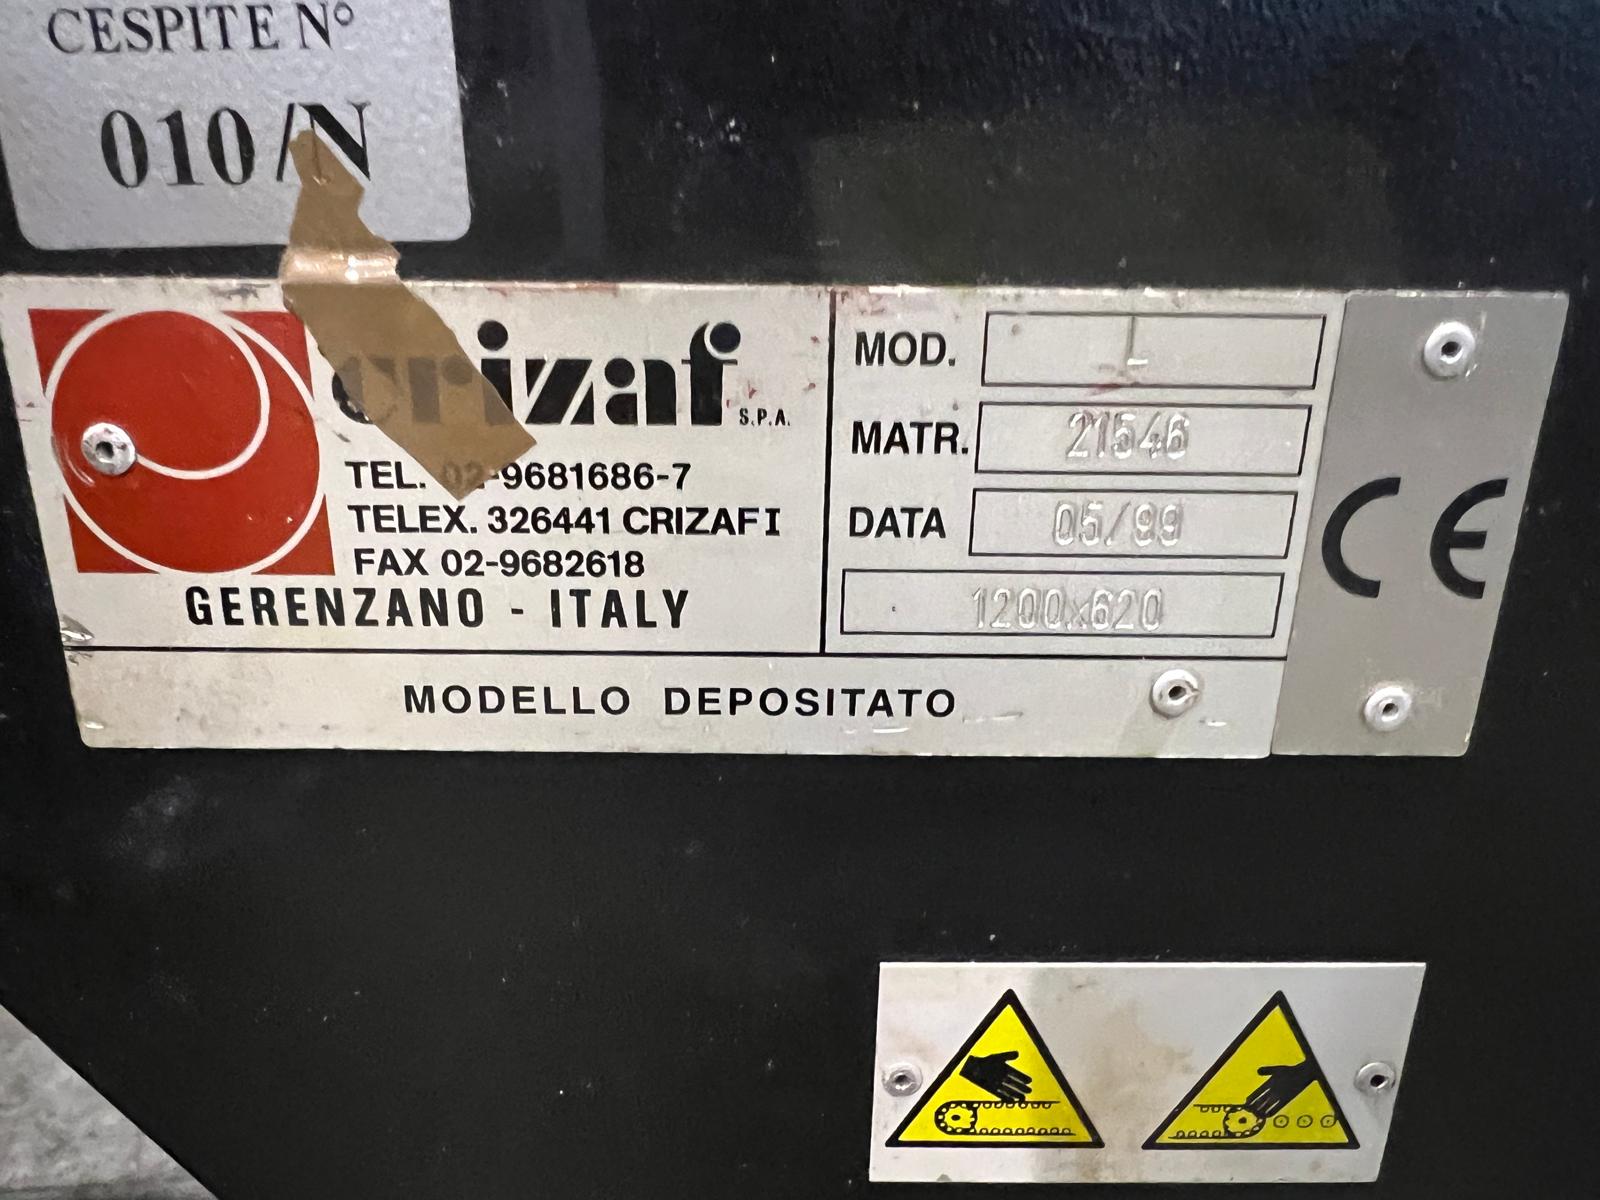 CESPITE N°
010/N
crizaf S.P.A.
TEL. 02-9681686-7
TELEX. 326441 CRIZAFI
FAX 02-9682618
GERENZANO - ITALY
MOD. L
MATR. 21546
DATA 05/99
1200x620
CE
MODELLO DEPOSITATO